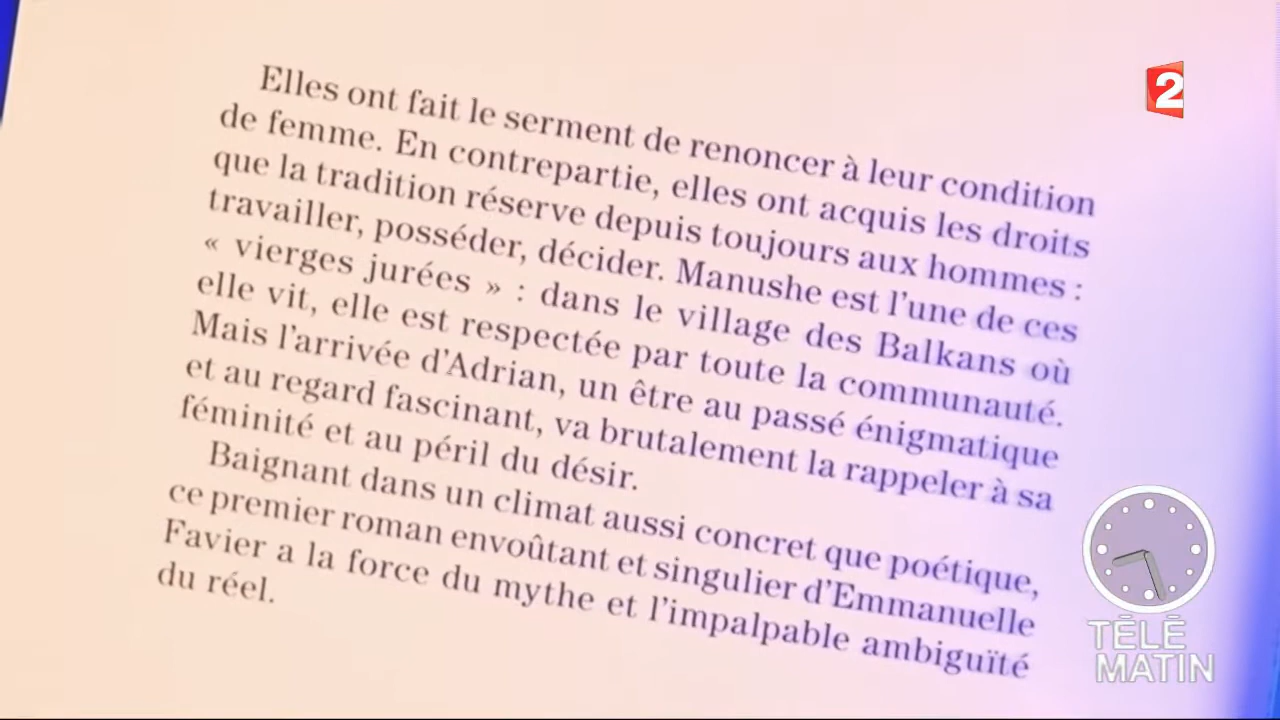 Elles ont fait le serment de renoncer à leur condition
de femme. En contrepartie, elles ont acquis les droits
que la tradition réserve depuis toujours aux hommes :
travailler, posséder, décider. Manushe est l'une de ces
« vierges jurées » : dans le village des Balkans où
elle vit, elle est respectée par toute la communauté.
Mais l'arrivée d'Adrian, un être au passé énigmatique
et au regard fascinant, va brutalement la rappeler à sa
féminité et au péril du désir.
Baignant dans un climat aussi concret que poétique,
ce premier roman envoûtant et singulier d'Emmanuelle
Favier a la force du mythe et l'impalpable ambiguïté
du réel.
2
TÉLÉ
MATIN